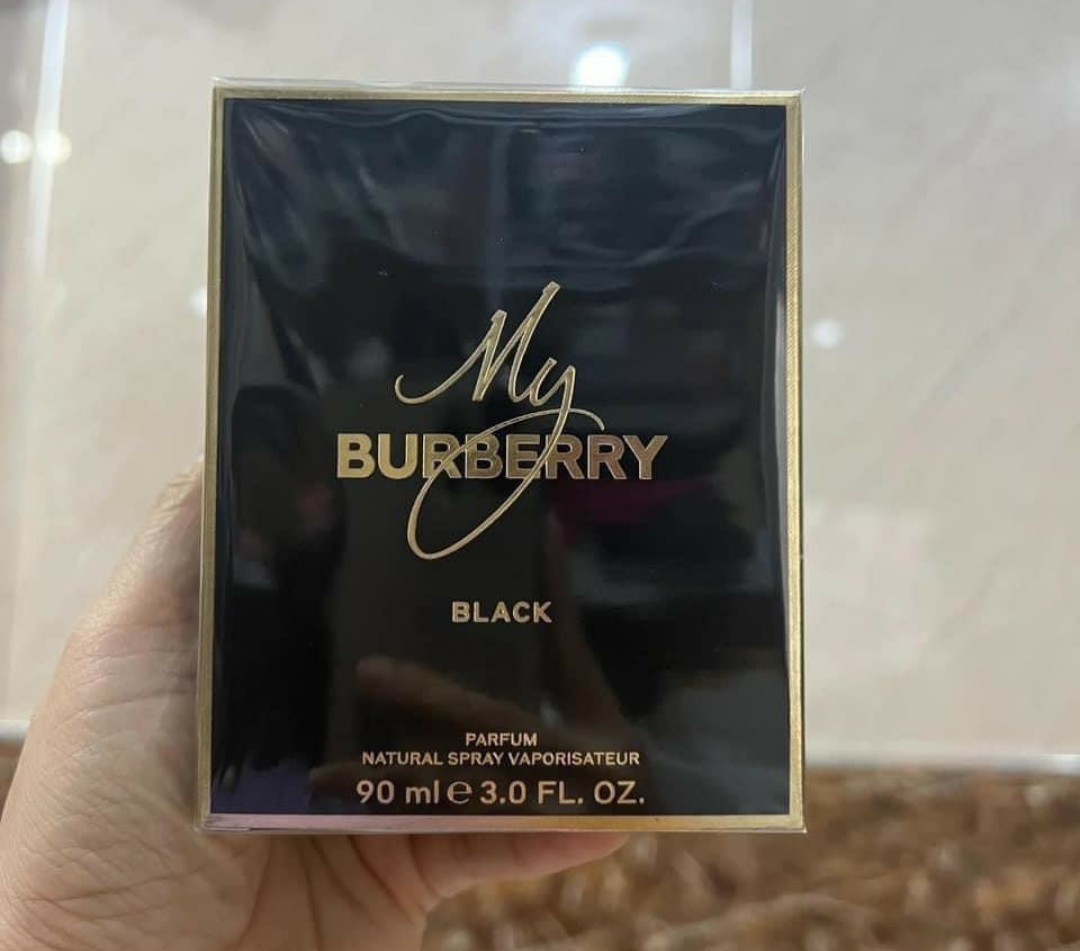 My
BURBERRY
BLACK
PARFUM
NATURAL SPRAY VAPORISATEUR
90 ml e 3.0 FL. OZ.